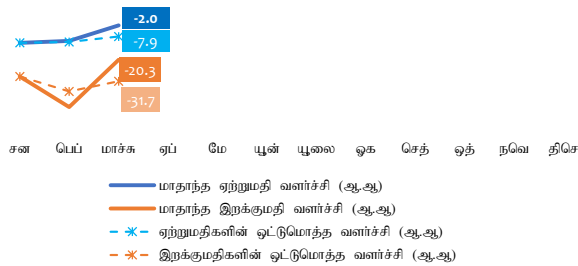 -2.0
-7.9
-20.3
-31.7
சன பெப் மார்ச்சு ஏப் மே யூன் யூலை ஓக செத் ஒத் நவெ திசெ
மாதாந்த ஏற்றுமதி வளர்ச்சி (ஆ.ஆ)
மாதாந்த இறக்குமதி வளர்ச்சி (ஆ.ஆ)
ஏற்றுமதிகளின் ஒட்டுமொத்த வளர்ச்சி (ஆ.ஆ)
இறக்குமதிகளின் ஒட்டுமொத்த வளர்ச்சி (ஆ.ஆ)